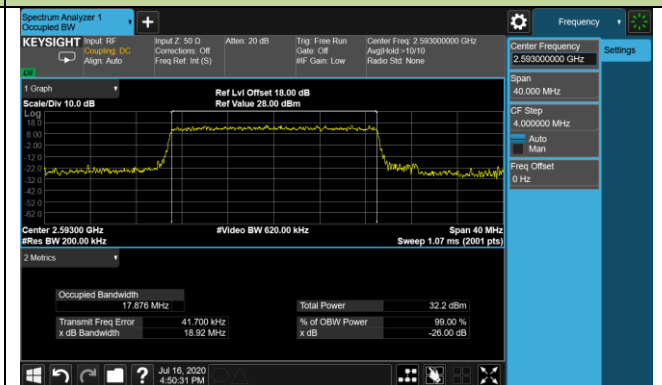 Spectrum Analyzer 1
Occupied BW
+
Frequency
KEYSIGHT
Input: RF
Coupling: DC
Align: Auto
Input Z: 50 Ω
Corrections: Off
Freq Ref: Int (S)
Atten: 20 dB
Trig: Free Run
Gate: Off
#IF Gain: Low
Center Freq: 2.593000000 GHz
Avg|Hold:>10/10
Radio Std: None
Center Frequency
2.593000000 GHz
Settings
Span
40.000 MHz
CF Step
4.000000 MHz
Auto
Man
Freq Offset
0 Hz
1 Graph
Scale/Div 10.0 dB
Ref Lvl Offset 18.00 dB
Ref Value 28.00 dBm
Log
18.0
8.00
-2.00
-12.0
-22.0
-32.0
-42.0
-52.0
-62.0
Center 2.59300 GHz
#Video BW 620.00 kHz
Span 40 MHz
#Res BW 200.00 kHz
Sweep 1.07 ms (2001 pts)
2 Metrics
Occupied Bandwidth
17.876 MHz
Total Power 32.2 dBm
Transmit Freq Error 41.700 kHz
% of OBW Power 99.00 %
x dB Bandwidth 18.92 MHz
x dB -26.00 dB
?
Jul 16, 2020
4:50:31 PM